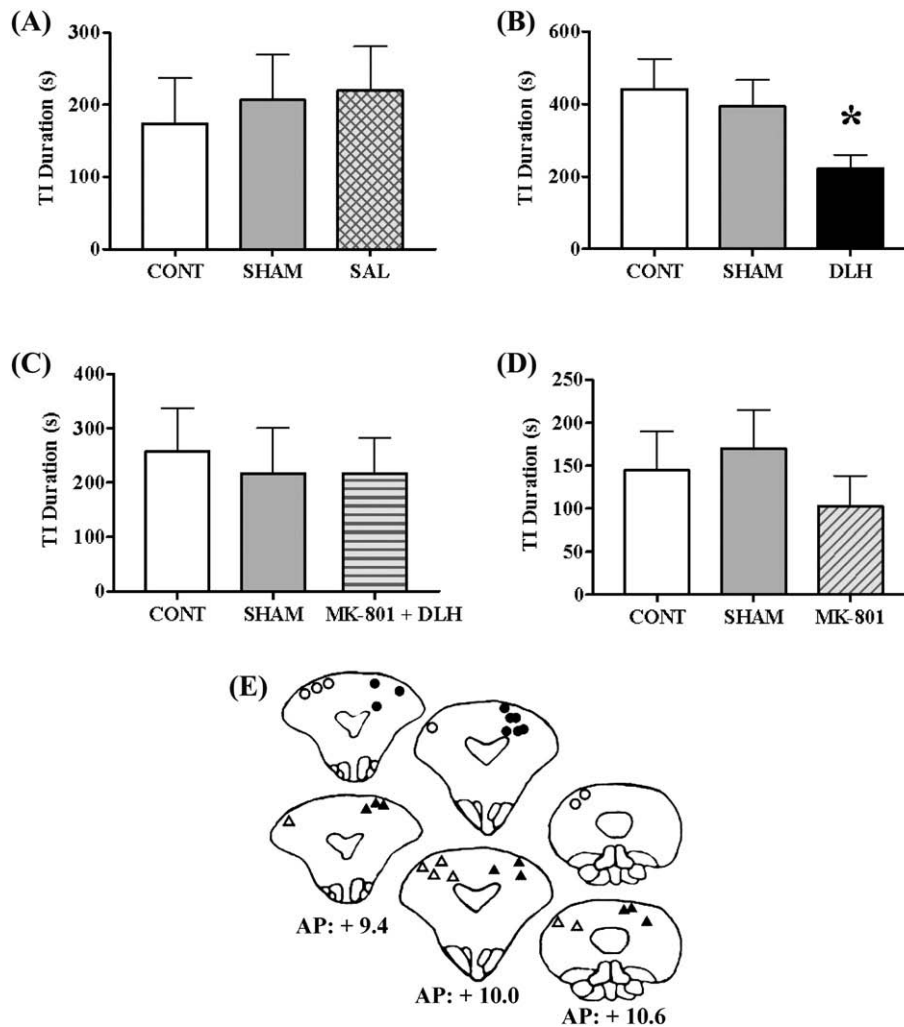 (A)
TI Duration (s)
300
200
100
0
CONT SHAM SAL
(B)
TI Duration (s)
600
400
200
0
*
CONT SHAM DLH
(C)
TI Duration (s)
400
300
200
100
0
CONT SHAM MK-801 + DLH
(D)
TI Duration (s)
250
200
150
100
50
0
CONT SHAM MK-801
(E)
AP: + 9.4
AP: + 10.0
AP: + 10.6